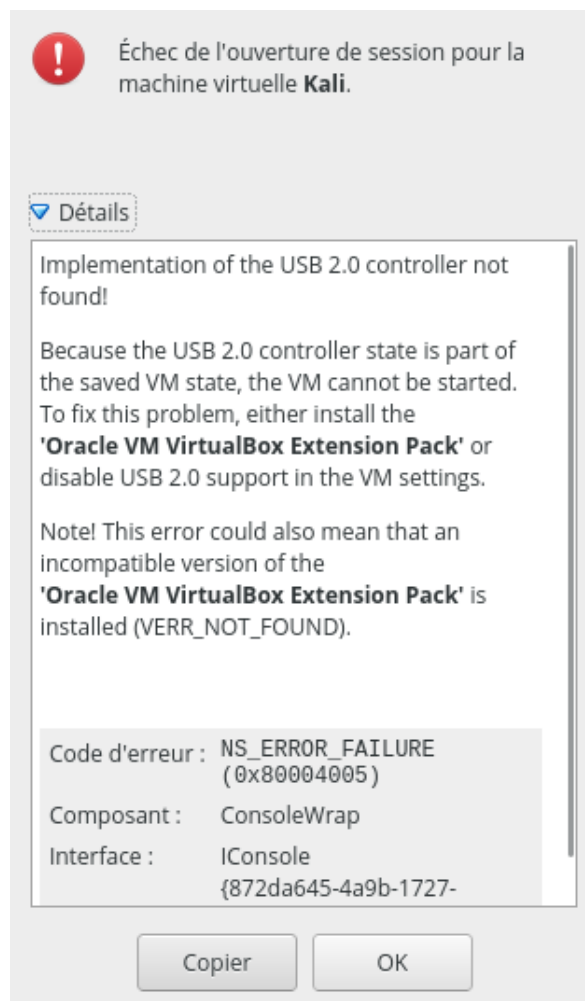 Échec de l'ouverture de session pour la
machine virtuelle Kali.
Détails
Implementation of the USB 2.0 controller not
found!
Because the USB 2.0 controller state is part of
the saved VM state, the VM cannot be started.
To fix this problem, either install the
'Oracle VM VirtualBox Extension Pack' or
disable USB 2.0 support in the VM settings.
Note! This error could also mean that an
incompatible version of the
'Oracle VM VirtualBox Extension Pack' is
installed (VERR_NOT_FOUND).
Code d'erreur : NS_ERROR_FAILURE
(0x80004005)
Composant : ConsoleWrap
Interface : IConsole
{872da645-4a9b-1727-
Copier OK